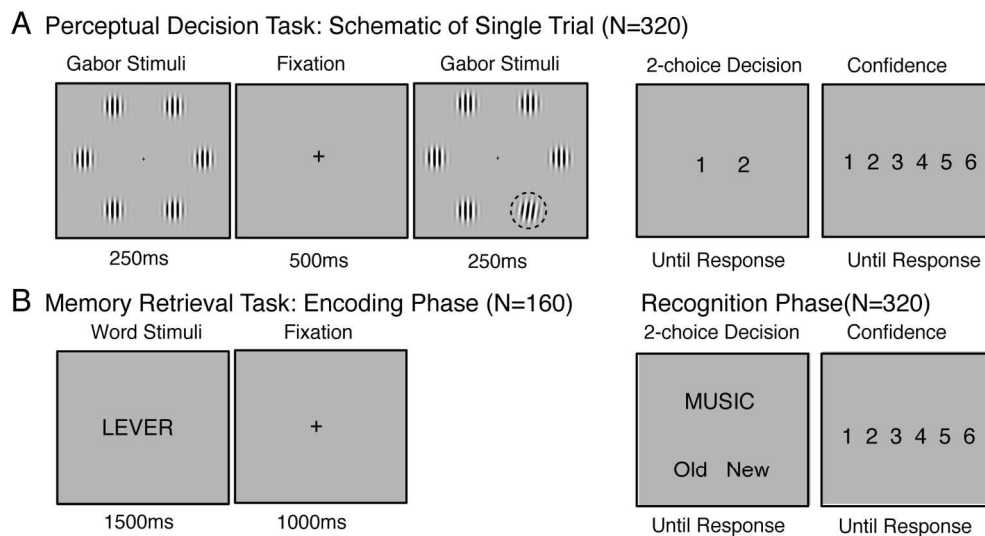 A Perceptual Decision Task: Schematic of Single Trial (N=320)
Gabor Stimuli Fixation Gabor Stimuli 2-choice Decision Confidence
+
1 2
1 2 3 4 5 6
250ms 500ms 250ms Until Response Until Response
B Memory Retrieval Task: Encoding Phase (N=160) Recognition Phase(N=320)
Word Stimuli Fixation 2-choice Decision Confidence
LEVER
+
MUSIC
Old New
1 2 3 4 5 6
1500ms 1000ms Until Response Until Response